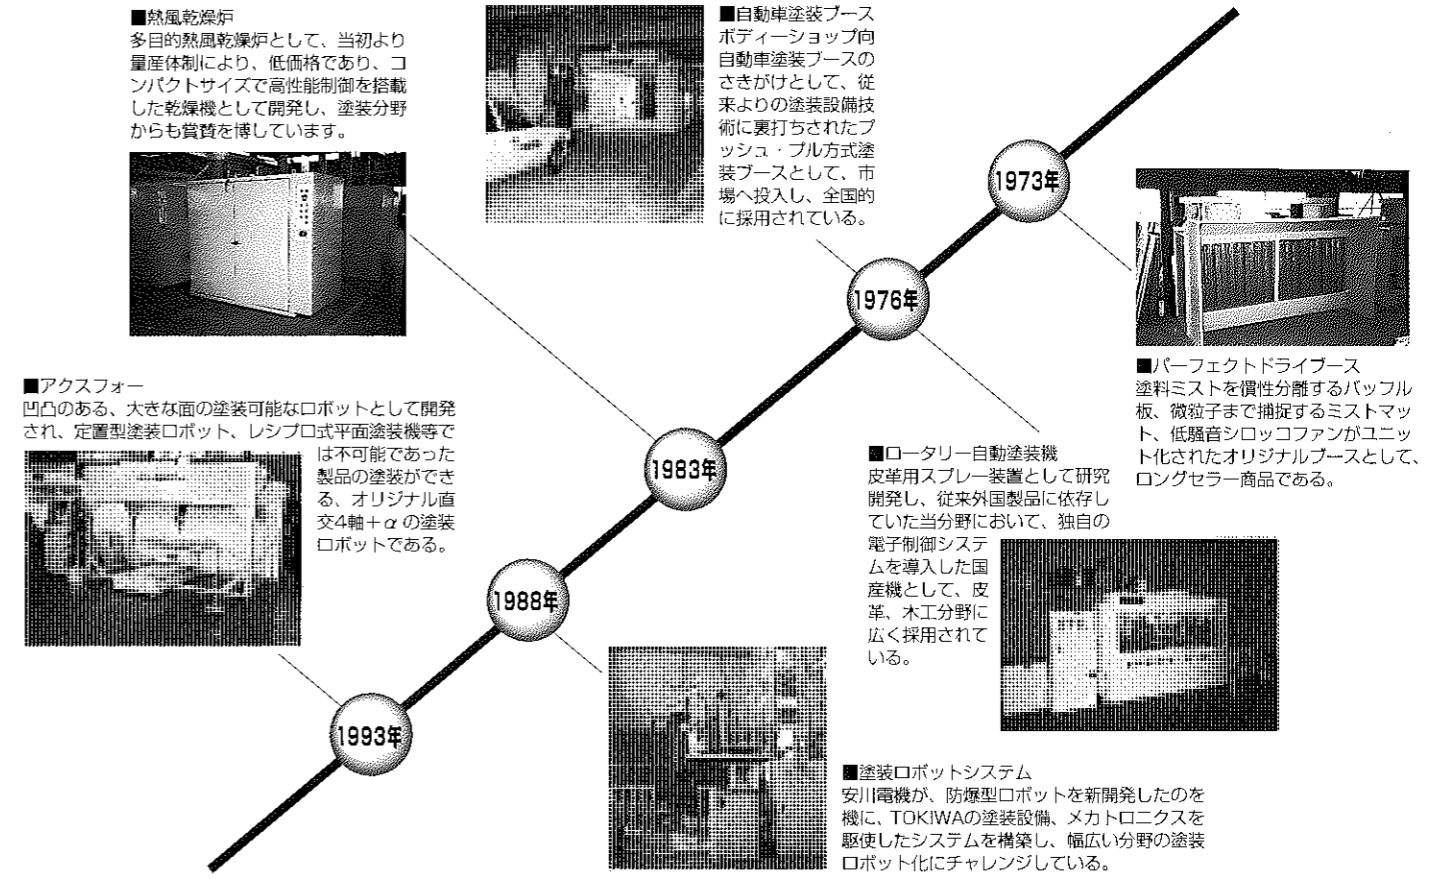 ■熱風乾燥炉
多目的熱風乾燥炉として、当初より
量産体制により、低価格であり、コ
ンパクトサイズで高性能制御を搭載
した乾燥機として開発し、塗装分野
からも賞賛を博しています。
■自動車塗装ブース
ボディーショップ向
自動車塗装ブースの
さきがけとして、従
来よりの塗装設備技
術に裏打ちされたプ
ッシュ・プル方式塗
装ブースとして、市
場へ投入し、全国的
に採用されている。
1973年
1976年
■パーフェクトドライブース
塗料ミストを慣性分離するバッフル
板、微粒子まで捕捉するミストマッ
ト、低騒音シロッコファンがユニッ
ト化されたオリジナルブースとして、
ロングセラー商品である。
■アクスフォー
凹凸のある、大きな面の塗装可能なロボットとして開発
され、定置型塗装ロボット、レシプロ式平面塗装機等で
は不可能であった
製品の塗装ができ
る、オリジナル直
交4軸＋αの塗装
ロボットである。
1983年
■ロータリー自動塗装機
皮革用スプレー装置として研究
開発し、従来外国製品に依存し
ていた当分野において、独自の
電子制御システ
ムを導入した国
産機として、皮
革、木工分野に
広く採用されて
いる。
1988年
1993年
■塗装ロボットシステム
安川電機が、防爆型ロボットを新開発したのを
機に、TOKIWAの塗装設備、メカトロニクスを
駆使したシステムを構築し、幅広い分野の塗装
ロボット化にチャレンジしている。